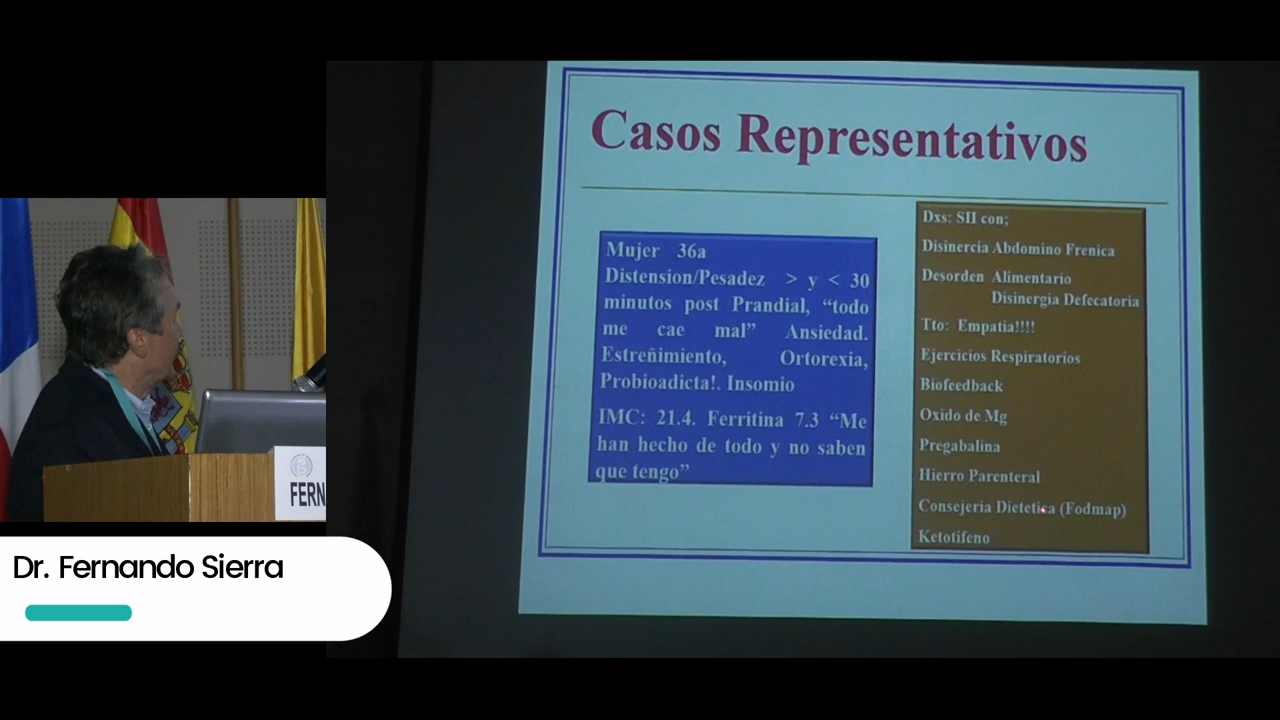 Casos Representativos
Mujer 36a
Distension/Pesadez > y < 30
minutos post Prandial, “todo
me cae mal” Ansiedad.
Estreñimiento, Ortorexia,
Probioadicta!. Insomio
IMC: 21.4. Ferritina 7.3 “Me
han hecho de todo y no saben
que tengo”
Dxs: SII con;
Disinercia Abdomino Frenica
Desorden Alimentario
Disinergia Defecatoria
Tto: Empatia!!!!
Ejercicios Respiratorios
Biofeedback
Oxido de Mg
Pregabalina
Hierro Parenteral
Consejeria Dietetica (Fodmap)
Ketotifeno
FERN
Dr. Fernando Sierra